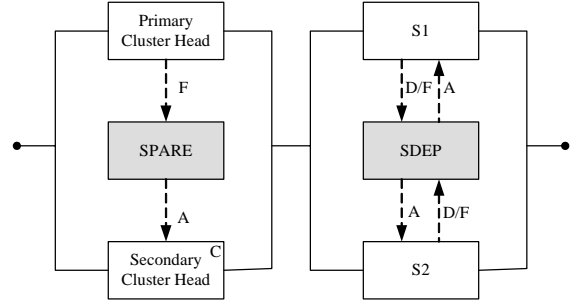 Primary
Cluster Head
S1
F
D/F
A
SPARE
SDEP
A
A
D/F
C
Secondary
Cluster Head
S2